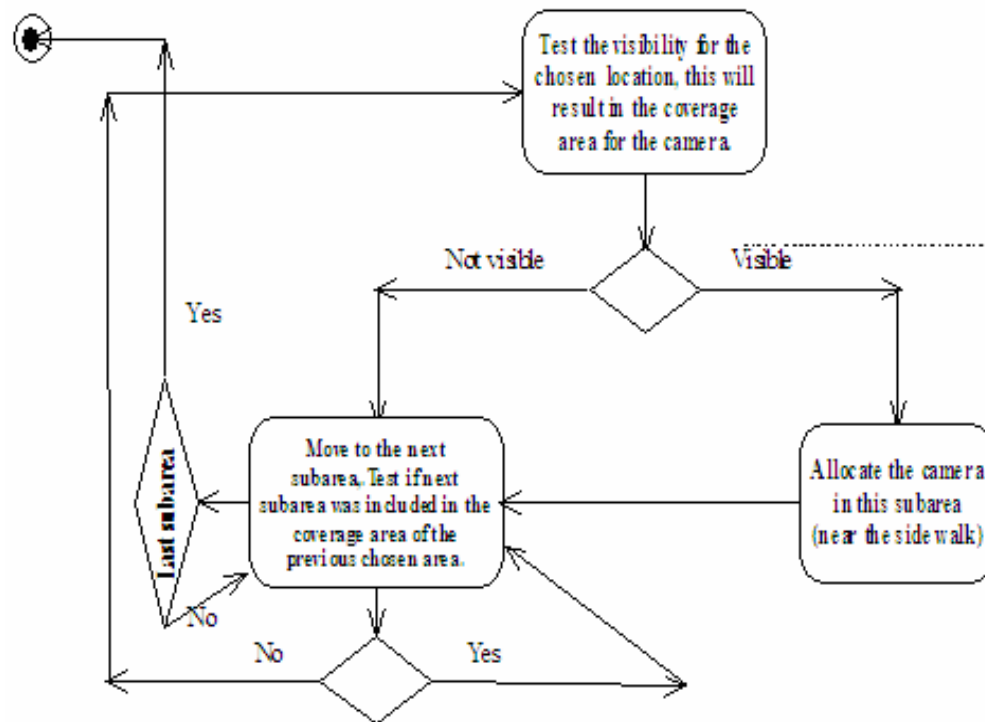 Test the visibility for the
chosen location, this will
result in the coverage
area for the camera.
Not visible
Visible
Yes
Last subarea
Move to the next
subarea,. Test if next
subarea was included in the
coverage area of the
previous chosen area.
Allocate the camera
in this subarea
(near the side walk)
No
No
Yes